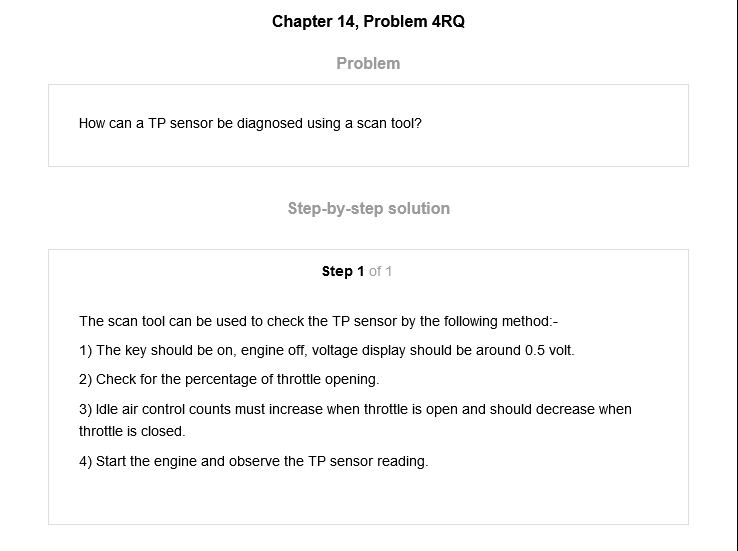 Chapter 14, Problem 4RQ
Problem
How can a TP sensor be diagnosed using a scan tool?
Step-by-step solution
Step 1 of 1
The scan tool can be used to check the TP sensor by the following method:-
1) The key should be on, engine off, voltage display should be around 0.5 volt.
2) Check for the percentage of throttle opening.
3) Idle air control counts must increase when throttle is open and should decrease when
throttle is closed.
4) Start the engine and observe the TP sensor reading.